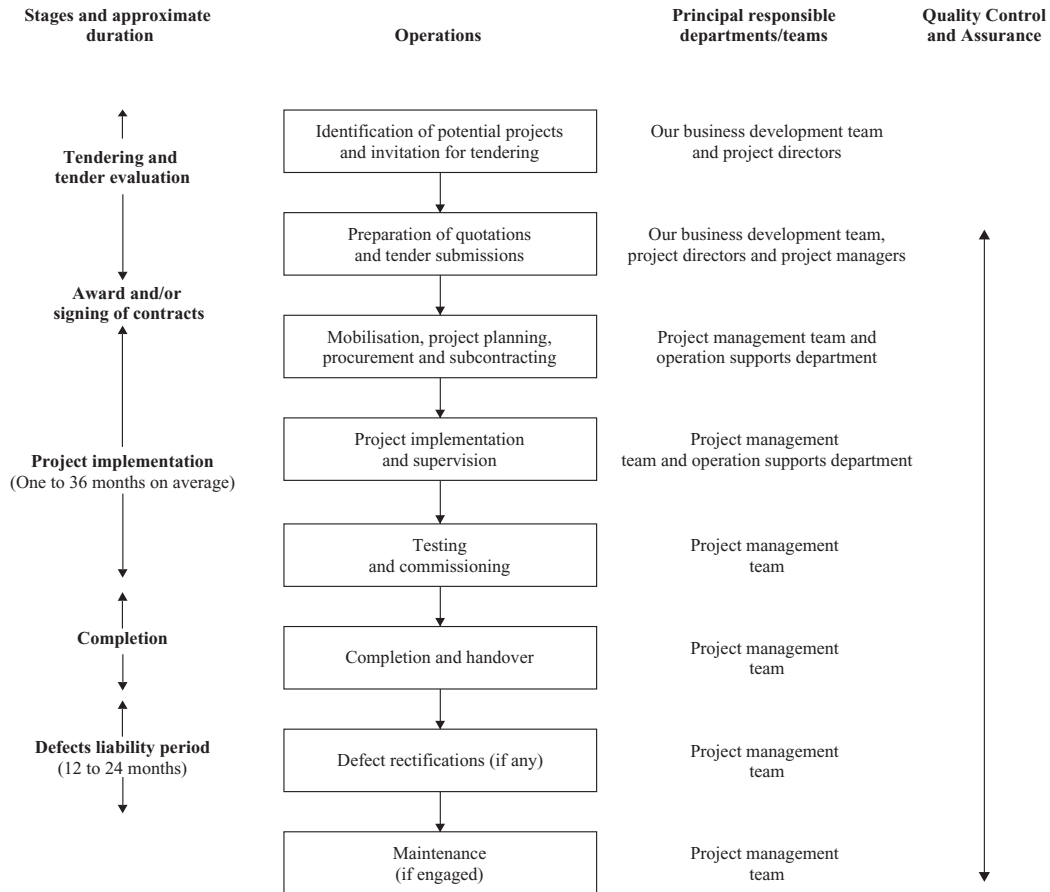 Stages and approximate
duration
Operations
Principal responsible
departments/teams
Quality Control
and Assurance
Tendering and
tender evaluation
Identification of potential projects
and invitation for tendering
Our business development team
and project directors
Preparation of quotations
and tender submissions
Our business development team,
project directors and project managers
Award and/or
signing of contracts
Mobilisation, project planning,
procurement and subcontracting
Project management team and
operation supports department
Project implementation
(One to 36 months on average)
Project implementation
and supervision
Project management
team and operation supports department
Testing
and commissioning
Project management
team
Completion
Completion and handover
Project management
team
Defects liability period
(12 to 24 months)
Defect rectifications (if any)
Project management
team
Maintenance
(if engaged)
Project management
team